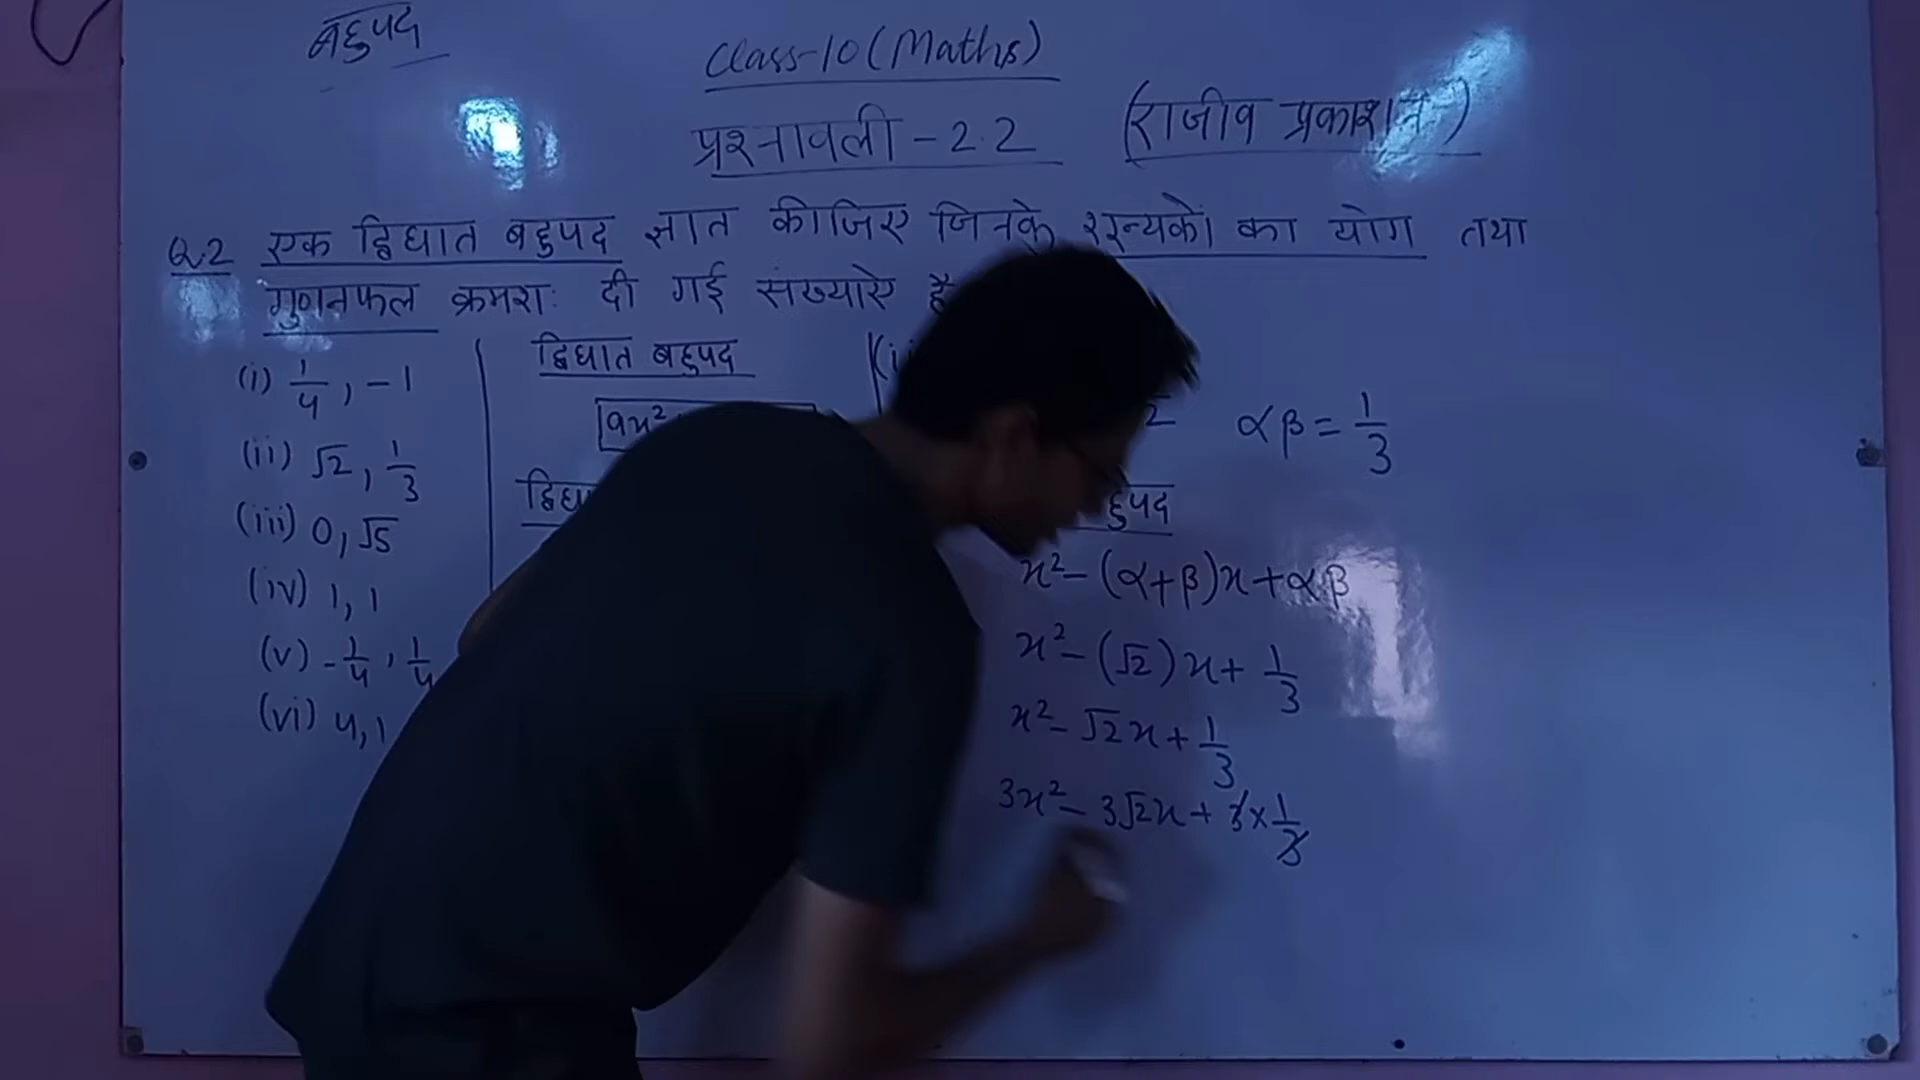 बहुपद
Class-10 (Maths)
प्रश्नावली - 2.2 (राजीव प्रकाशन)
Q.2 एक द्विघात बहुपद ज्ञात कीजिए जिनके शून्यकों का योग तथा
गुणनफल क्रमशः दी गई संख्याएे है
(i) 1/4, -1
(ii) √2, 1/3
(iii) 0, √5
(iv) 1, 1
(v) -1/4, 1/4
(vi) 4, 1
द्विघात बहुपद
ax²
αβ = 1/3
x² - (α+β)x + αβ
x² - (√2)x + 1/3
x² - √2x + 1/3
3x² - 3√2x + 3 × 1/3